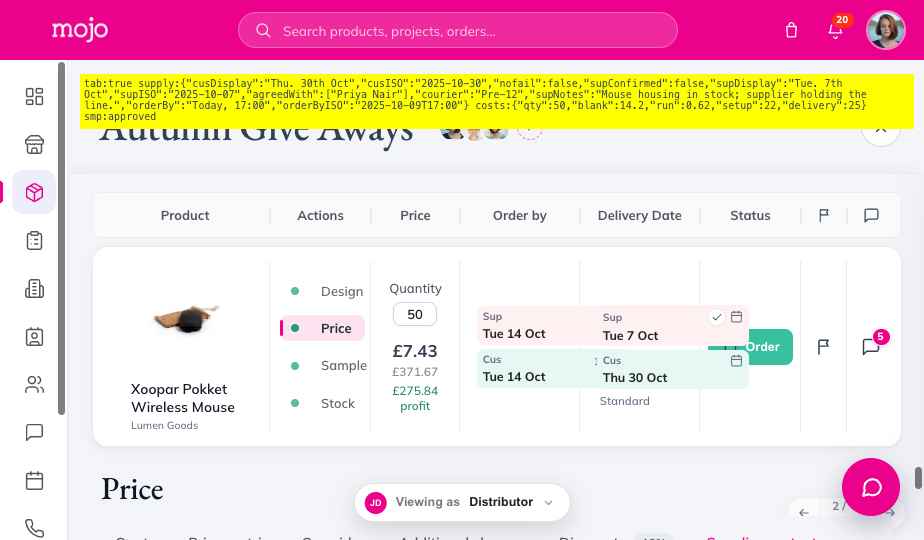 mojo
Search products, projects, orders...
20
tab:true supply:{"cusDisplay":"Thu. 30th Oct","cusISO":"2025-10-30","nofail":false,"supConfirmed":false,"supDisplay":"Tue. 7th
Oct","supISO":"2025-10-07","agreedWith":["Priya Nair"],"courier":"Pre-12","supNotes":"Mouse housing in stock; supplier holding the
line.","orderBy":"Today, 17:00","orderByISO":"2025-10-09T17:00"} costs:{"qty":50,"blank":14.2,"run":0.62,"setup":22,"delivery":25}
smp:approved
Autumn Give Aways
Product
Actions
Price
Order by
Delivery Date
Status
Design
Price
Sample
Stock
Quantity
50
£7.43
£371.67
£275.84
profit
Sup
Tue 14 Oct
Sup
Tue 7 Oct
Cus
Tue 14 Oct
: Cus
Thu 30 Oct
Standard
Order
5
Xoopar Pokket
Wireless Mouse
Lumen Goods
Price
JD
Viewing as Distributor
2 /